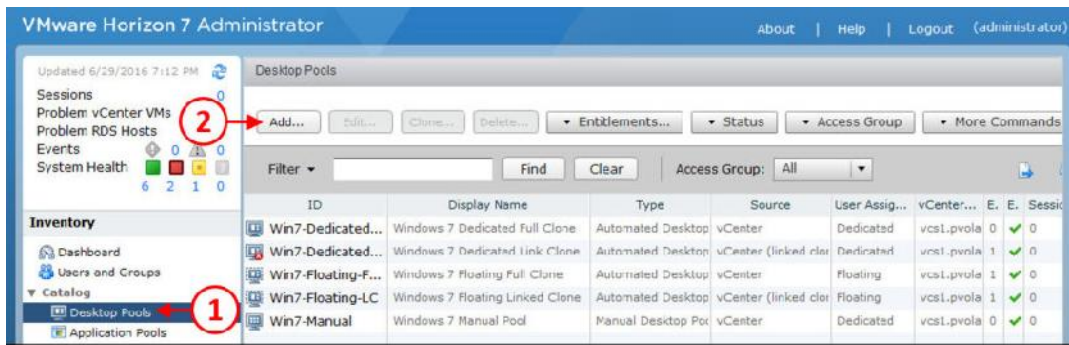 VMware Horizon 7 Administrator
About | Help | Logout (administrator)
Updated 6/29/2016 7:12 PM
Desktop Pools
Sessions 0
Problem vCenter VMs
Problem RDS Hosts
Events 0 0
System Health
6 2 1 0
2
Add... Edit... Clone... Delete... Entitlements... Status Access Group More Commands
Filter Find Clear Access Group: All
ID Display Name Type Source User Assig... vCenter... E. E. Sessio
Win7-Dedicated... Windows 7 Dedicated Full Clone Automated Desktop vCenter Dedicated vcs1.pvola 0 0
Win7-Dedicated... Windows 7 Dedicated Link Clone Automated Desktop vCenter (linked clo Dedicated vcs1.pvola 1 0
Win7-Floating-F... Windows 7 Floating Full Clone Automated Desktop vCenter Floating vcs1.pvola 1 0
Win7-Floating-LC Windows 7 Floating Linked Clone Automated Desktop vCenter (linked clo Floating vcs1.pvola 1 0
Win7-Manual Windows 7 Manual Pool Manual Desktop Poo vCenter Dedicated vcs1.pvola 0 0
Inventory
Dashboard
Users and Groups
Catalog
Desktop Pools
1
Application Pools